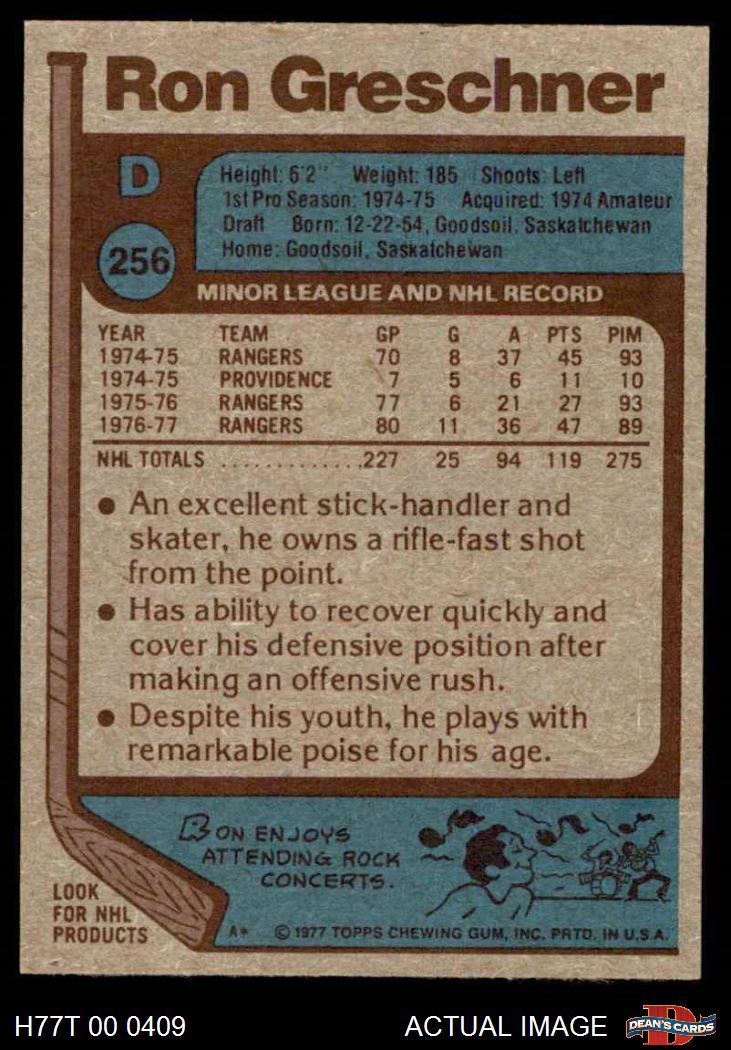 Ron Greschner
D
256
Height: 6'2" Weight: 185 Shoots: Left
1st Pro Season: 1974-75 Acquired: 1974 Amateur
Draft Born: 12-22-54, Goodsoil, Saskatchewan
Home: Goodsoil, Saskatchewan
MINOR LEAGUE AND NHL RECORD
YEAR TEAM GP G A PTS PIM
1974-75 RANGERS 70 8 37 45 93
1974-75 PROVIDENCE 7 5 6 11 10
1975-76 RANGERS 77 6 21 27 93
1976-77 RANGERS 80 11 36 47 89
NHL TOTALS .............227 25 94 119 275
● An excellent stick-handler and
skater, he owns a rifle-fast shot
from the point.
● Has ability to recover quickly and
cover his defensive position after
making an offensive rush.
● Despite his youth, he plays with
remarkable poise for his age.
RON ENJOYS
ATTENDING ROCK
CONCERTS.
LOOK
FOR NHL
PRODUCTS
A* © 1977 TOPPS CHEWING GUM, INC. PRTD. IN U.S.A.
H77T 00 0409 ACTUAL IMAGE
D
DEAN'S CARDS